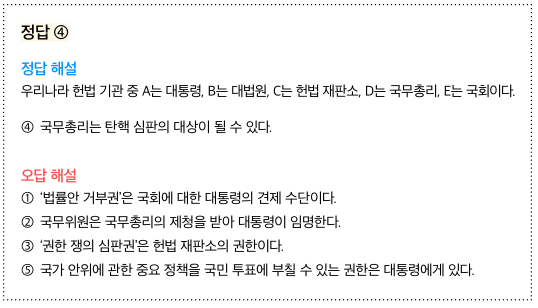 정답 ④
정답 해설
우리나라 헌법 기관 중 A는 대통령, B는 대법원, C는 헌법 재판소, D는 국무총리, E는 국회이다.
④ 국무총리는 탄핵 심판의 대상이 될 수 있다.
오답 해설
① ‘법률안 거부권’은 국회에 대한 대통령의 견제 수단이다.
② 국무위원은 국무총리의 제청을 받아 대통령이 임명한다.
③ ‘권한 쟁의 심판권’은 헌법 재판소의 권한이다.
⑤ 국가 안위에 관한 중요 정책을 국민 투표에 부칠 수 있는 권한은 대통령에게 있다.